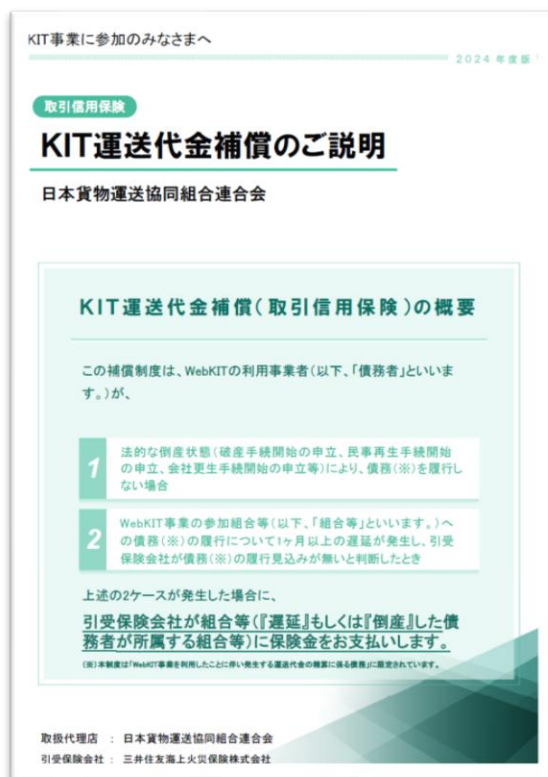 KIT事業に参加のみなさまへ
2024 年度版
取引信用保険
KIT運送代金補償のご説明
日本貨物運送協同組合連合会
KIT運送代金補償(取引信用保険)の概要
この補償制度は、WebKITの利用事業者(以下、「債務者」といいま
す。)が、
1
法的な倒産状態(破産手続開始の申立、民事再生手続開始
の申立、会社更生手続開始の申立等)により、債務(※)を履行し
ない場合
2
WebKIT事業の参加組合等(以下、「組合等」といいます。)へ
の債務(※)の履行について1ヶ月以上の遅延が発生し、引受
保険会社が債務(※)の履行見込みが無いと判断したとき
上述の2ケースが発生した場合に、
引受保険会社が組合等(『遅延』もしくは『倒産』した債
務者が所属する組合等)に保険金をお支払いします。
(※)本制度は「WebKIT事業を利用したことに伴い発生する運送代金の精算に係る債務」に限定されています。
取扱代理店 : 日本貨物運送協同組合連合会
引受保険会社 : 三井住友海上火災保険株式会社